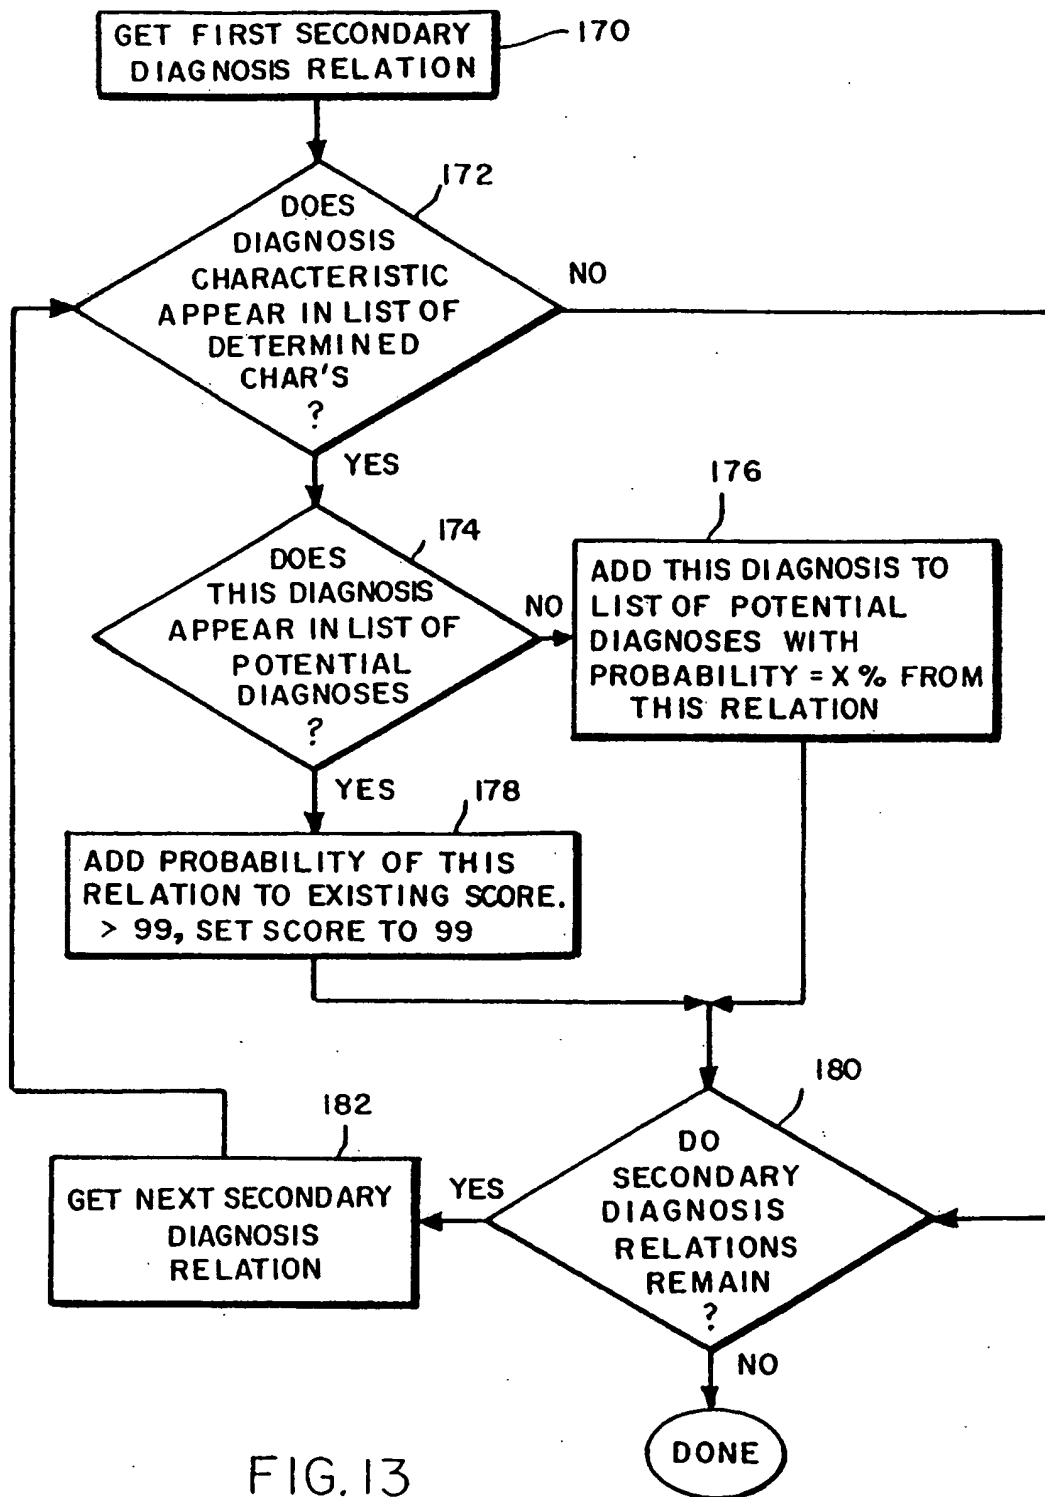 GET FIRST SECONDARY
DIAGNOSIS RELATION
170
172
DOES
DIAGNOSIS
CHARACTERISTIC
APPEAR IN LIST OF
DETERMINED
CHAR'S
?
NO
YES
174
DOES
THIS DIAGNOSIS
APPEAR IN LIST OF
POTENTIAL
DIAGNOSES
?
NO
176
ADD THIS DIAGNOSIS TO
LIST OF POTENTIAL
DIAGNOSES WITH
PROBABILITY = X % FROM
THIS RELATION
YES
178
ADD PROBABILITY OF THIS
RELATION TO EXISTING SCORE.
> 99, SET SCORE TO 99
180
DO
SECONDARY
DIAGNOSIS
RELATIONS
REMAIN
?
YES
182
GET NEXT SECONDARY
DIAGNOSIS
RELATION
NO
DONE
FIG. 13